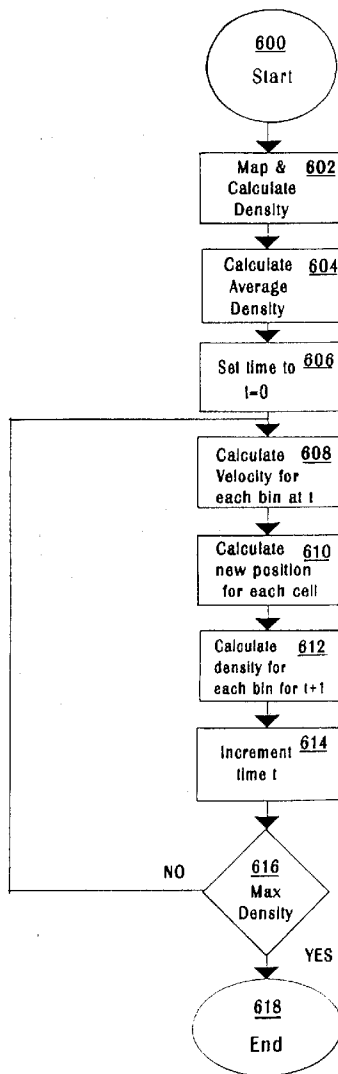 600
Start
Map & 602
Calculate
Density
Calculate
604
Average
Density
Set time to 606
t=0
Calculate 608
Velocity for
each bin at t
Calculate 610
new position
for each cell
Calculate 612
density for
each bin for t+1
614
Increment
time t
NO
616
Max
Density
YES
618
End